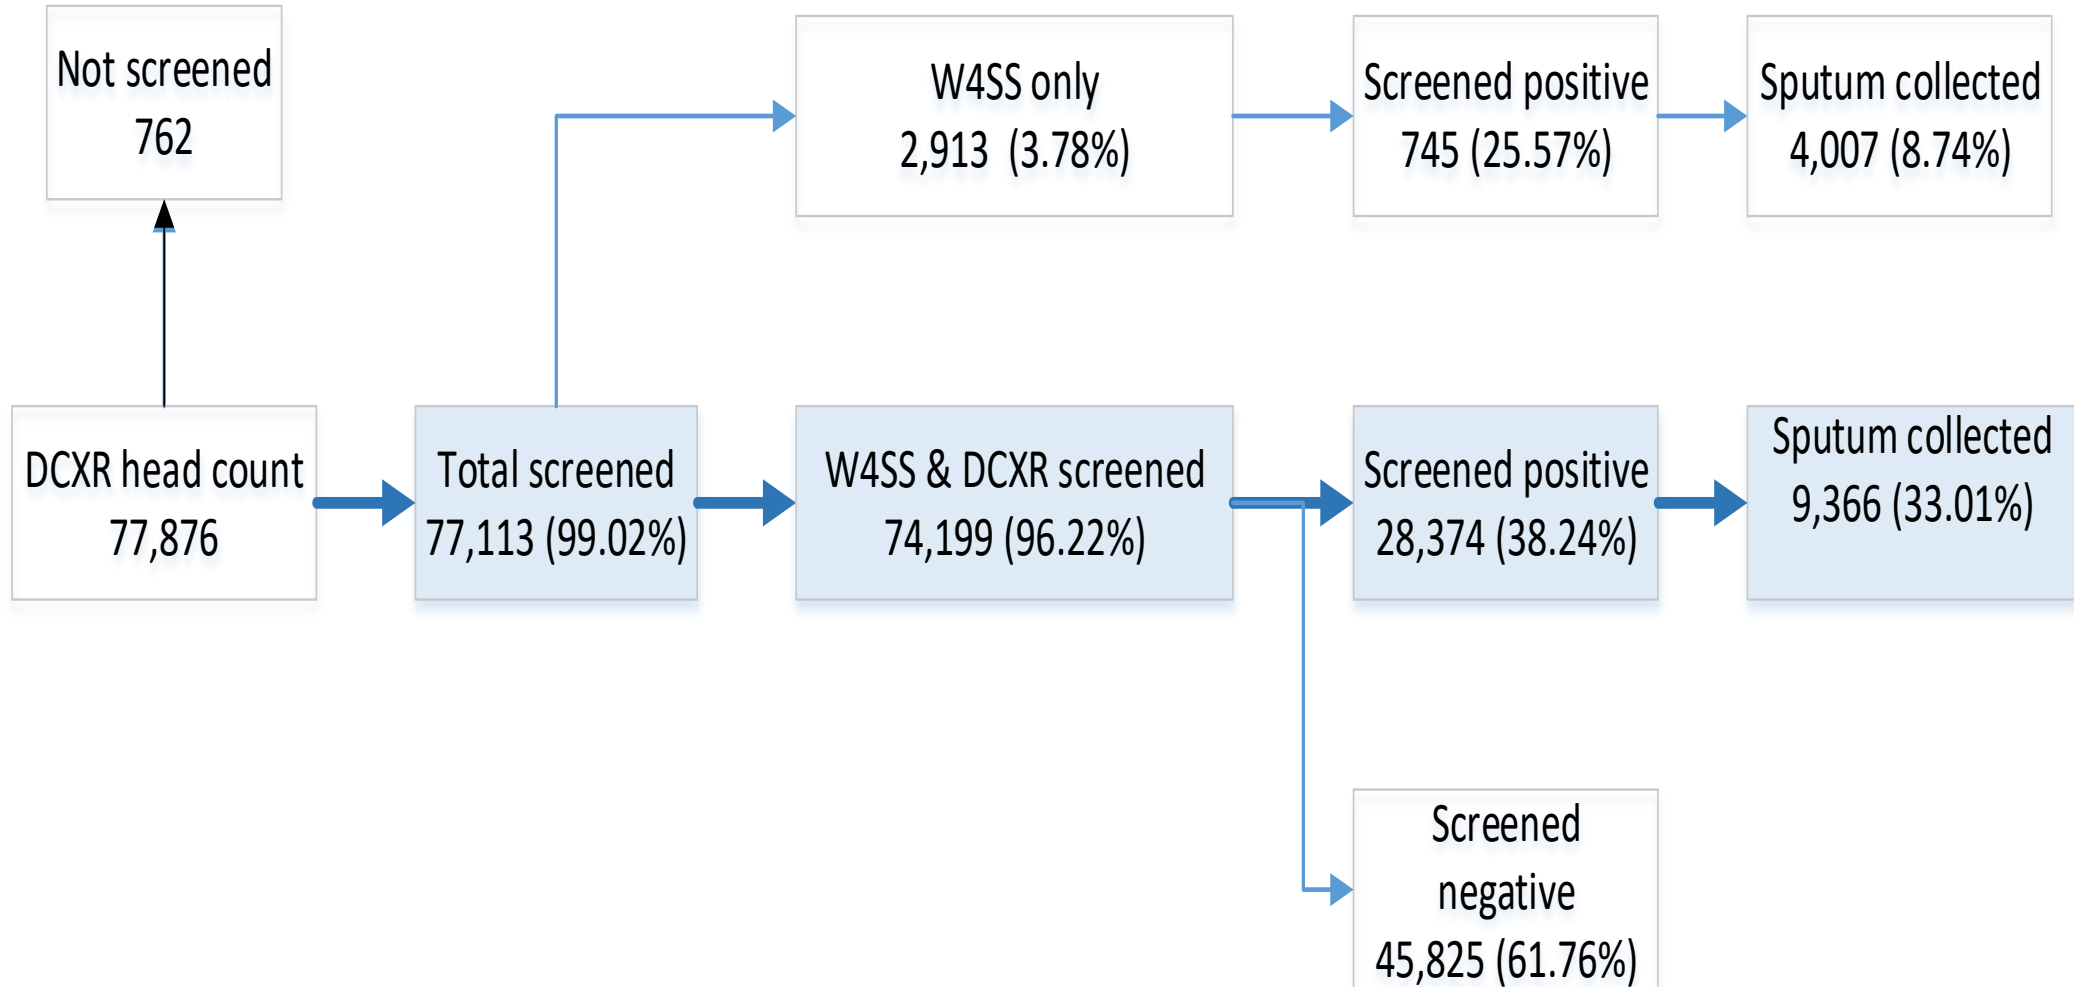 Not screened
762
W4SS only
2,913  (3.78%)
Screened positive
745 (25.57%)
Sputum collected
4,007 (8.74%)
DCXR head count
77,876
Total screened
77,113 (99.02%)
W4SS & DCXR screened
74,199 (96.22%)
Screened positive
28,374 (38.24%)
Sputum collected
9,366 (33.01%)
Screened
negative
45,825 (61.76%)